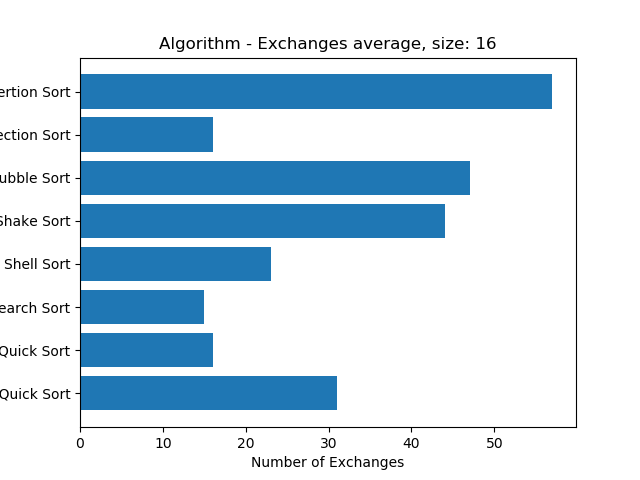 Algorithm - Exchanges average, size: 16
ertion Sort
ection Sort
ubble Sort
Shake Sort
Shell Sort
earch Sort
Quick Sort
Quick Sort
0 10 20 30 40 50
Number of Exchanges